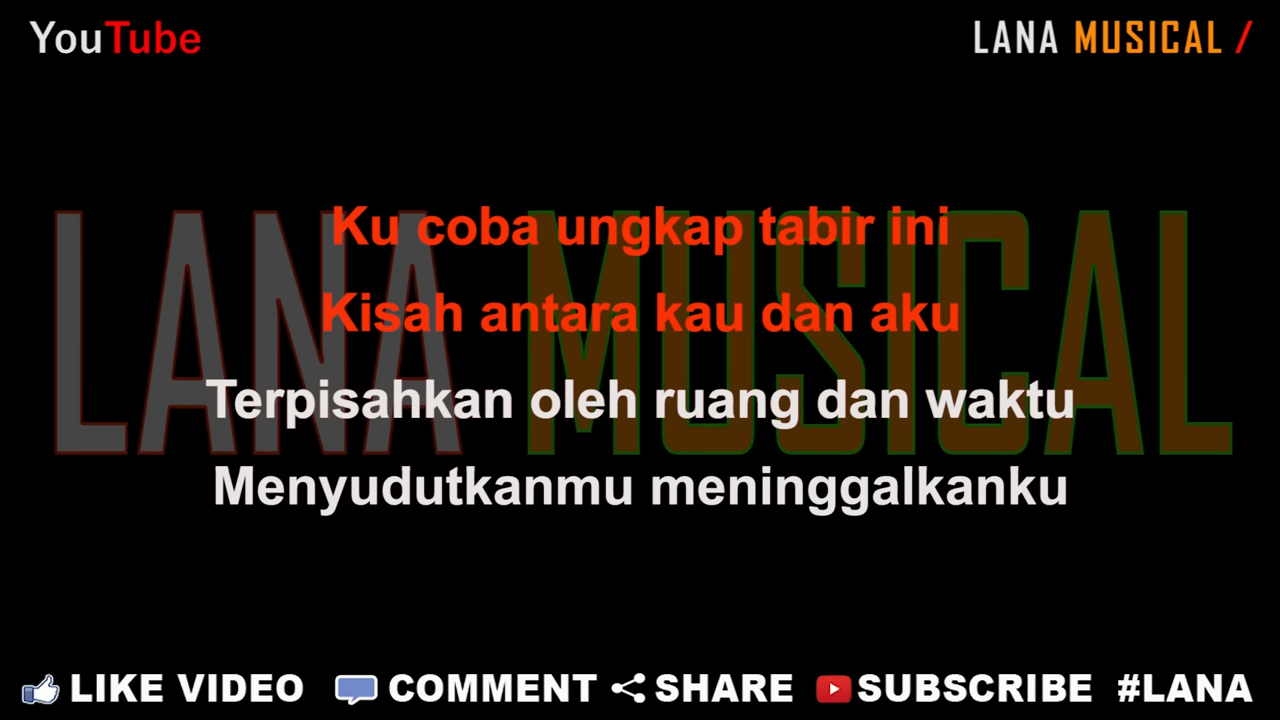 YouTube
LANA MUSICAL /
LANA MUSICAL
Ku coba ungkap tabir ini
Kisah antara kau dan aku
Terpisahkan oleh ruang dan waktu
Menyudutkanmu meninggalkanku
LIKE VIDEO COMMENT SHARE SUBSCRIBE #LANA